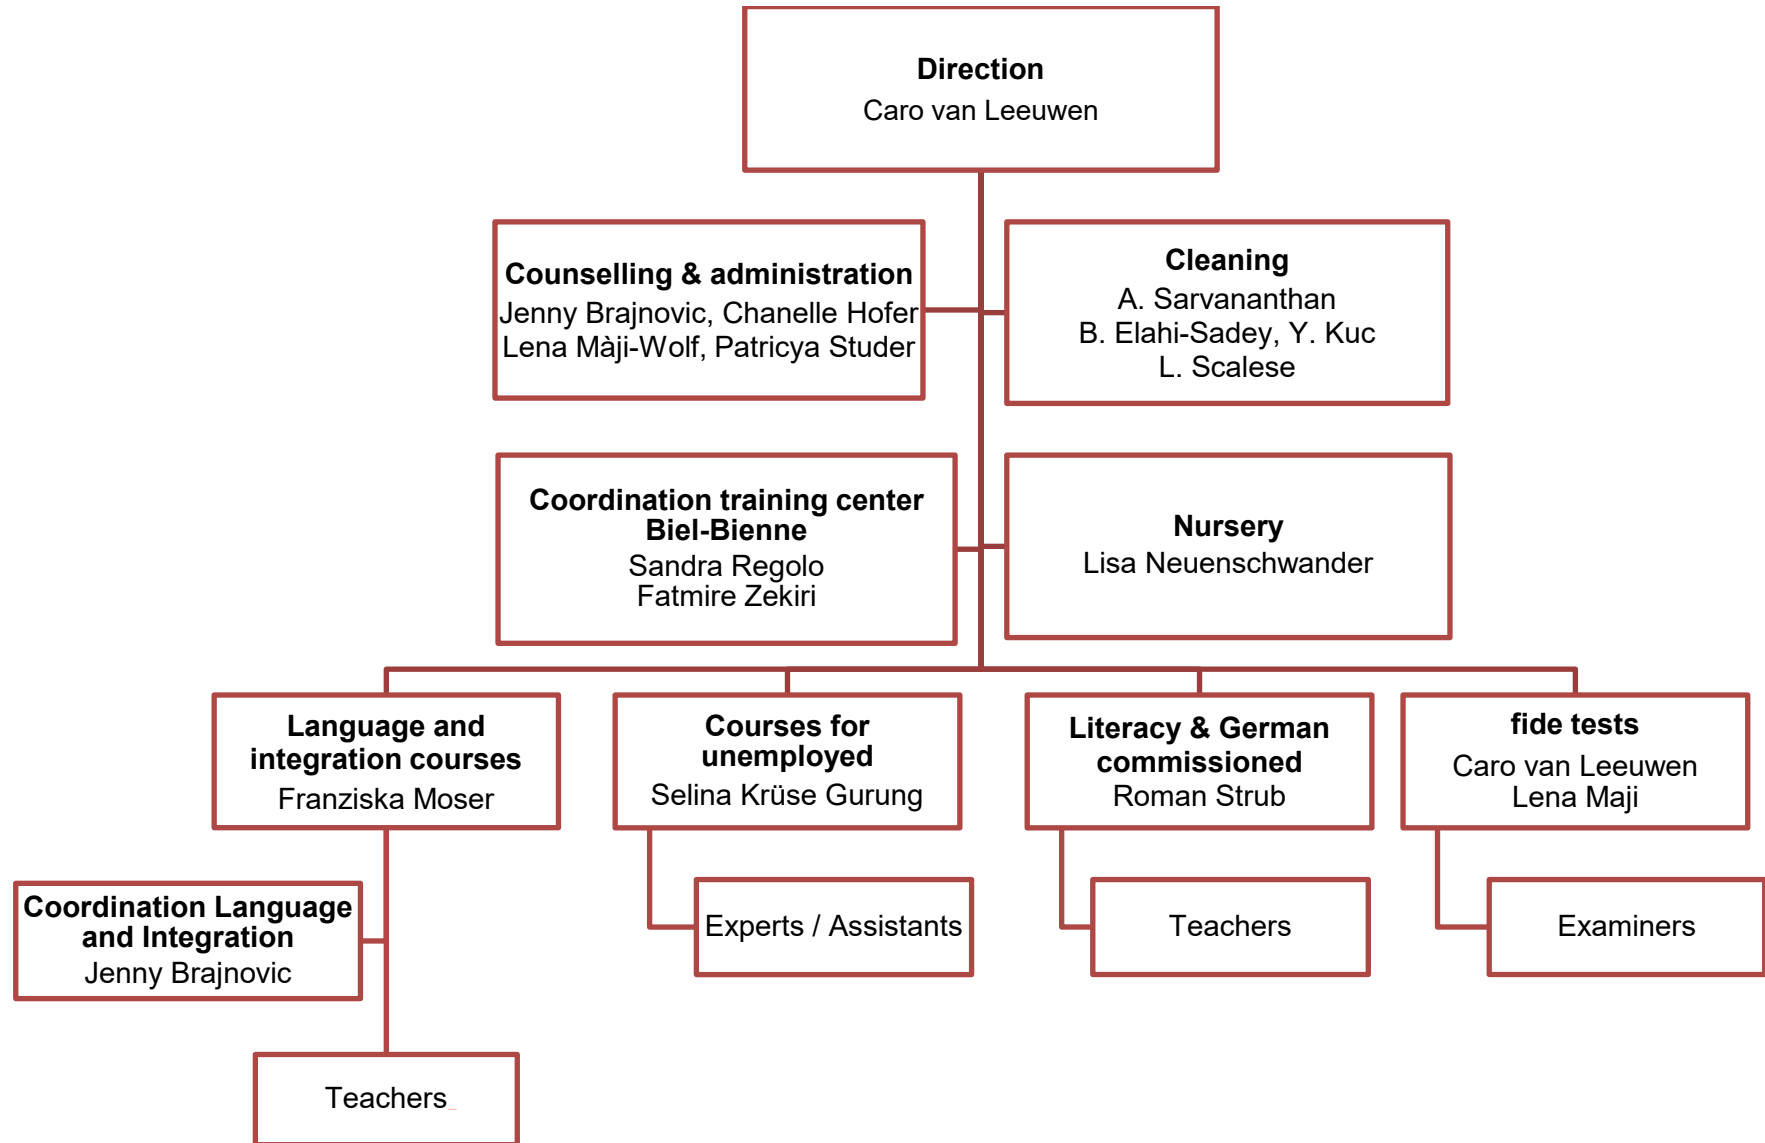 Direction
Caro van Leeuwen
Counselling & administration
Jenny Brajnovic, Chanelle Hofer
Lena Màji-Wolf, Patricya Studer
Cleaning
A. Sarvananthan
B. Elahi-Sadey, Y. Kuc
L. Scalese
Coordination training center
Biel-Bienne
Sandra Regolo
Fatmire Zekiri
Nursery
Lisa Neuenschwander
Language and
integration courses
Franziska Moser
Courses for
unemployed
Selina Krüse Gurung
Literacy & German
commissioned
Roman Strub
fide tests
Caro van Leeuwen
Lena Maji
Coordination Language
and Integration
Jenny Brajnovic
Experts / Assistants
Teachers
Examiners
Teachers